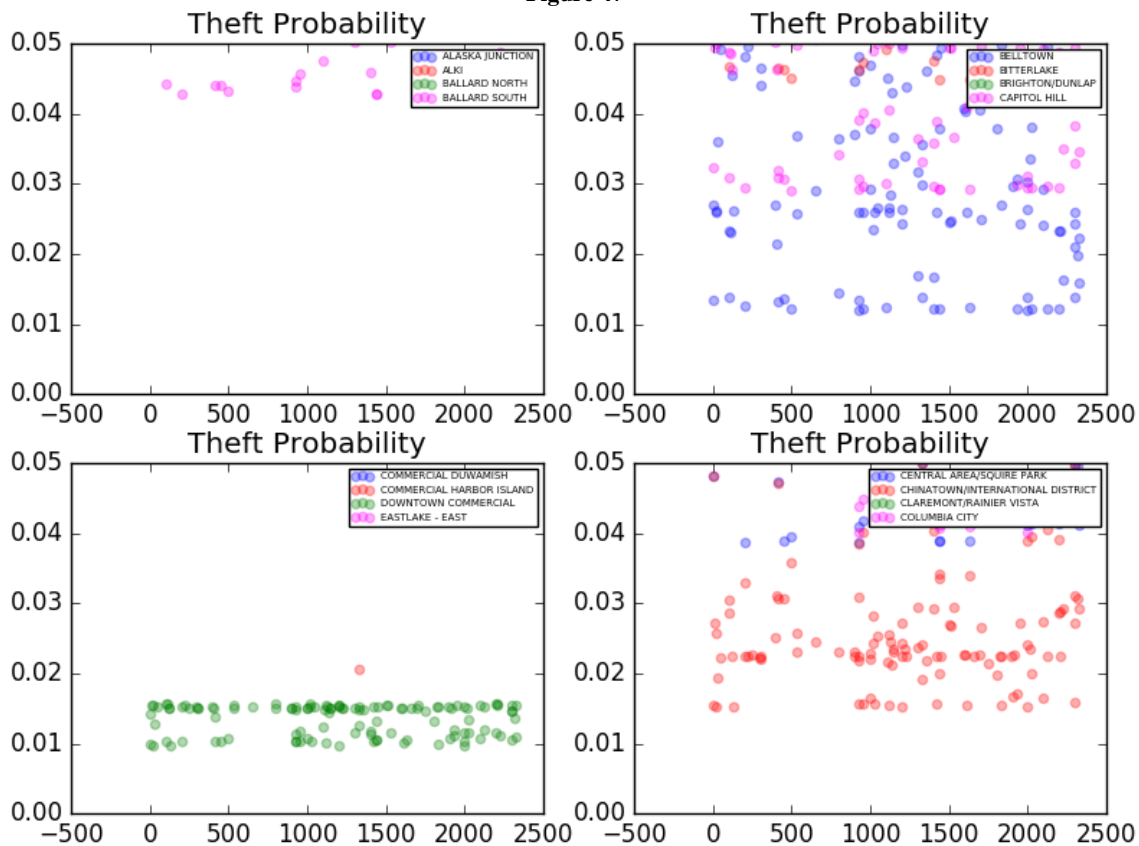 Theft Probability
0.05
0.04
0.03
0.02
0.01
0.00
−500 0 500 1000 1500 2000 2500
ALASKA JUNCTION
ALKI
BALLARD NORTH
BALLARD SOUTH
Theft Probability
0.05
0.04
0.03
0.02
0.01
0.00
−500 0 500 1000 1500 2000 2500
BELLTOWN
BITTERLAKE
BRIGHTON/DUNLAP
CAPITOL HILL
Theft Probability
0.05
0.04
0.03
0.02
0.01
0.00
−500 0 500 1000 1500 2000 2500
COMMERCIAL DUWAMISH
COMMERCIAL HARBOR ISLAND
DOWNTOWN COMMERCIAL
EASTLAKE - EAST
Theft Probability
0.05
0.04
0.03
0.02
0.01
0.00
−500 0 500 1000 1500 2000 2500
CENTRAL AREA/SQUIRE PARK
CHINATOWN/INTERNATIONAL DISTRICT
CLAREMONT/RAINIER VISTA
COLUMBIA CITY